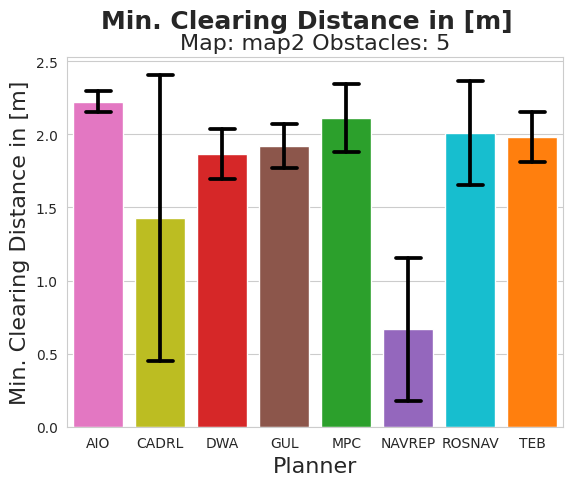 Min. Clearing Distance in [m]
Map: map2 Obstacles: 5
Min. Clearing Distance in [m]
2.5
2.0
1.5
1.0
0.5
0.0
AIO CADRL DWA GUL MPC NAVREP ROSNAV TEB
Planner